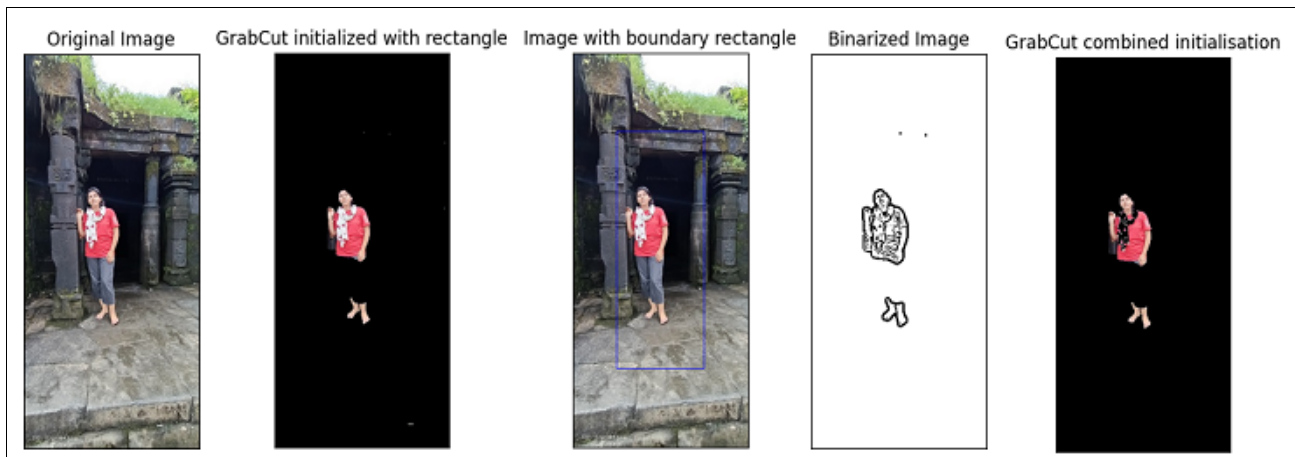 Original Image
GrabCut initialized with rectangle
Image with boundary rectangle
Binarized Image
GrabCut combined initialisation